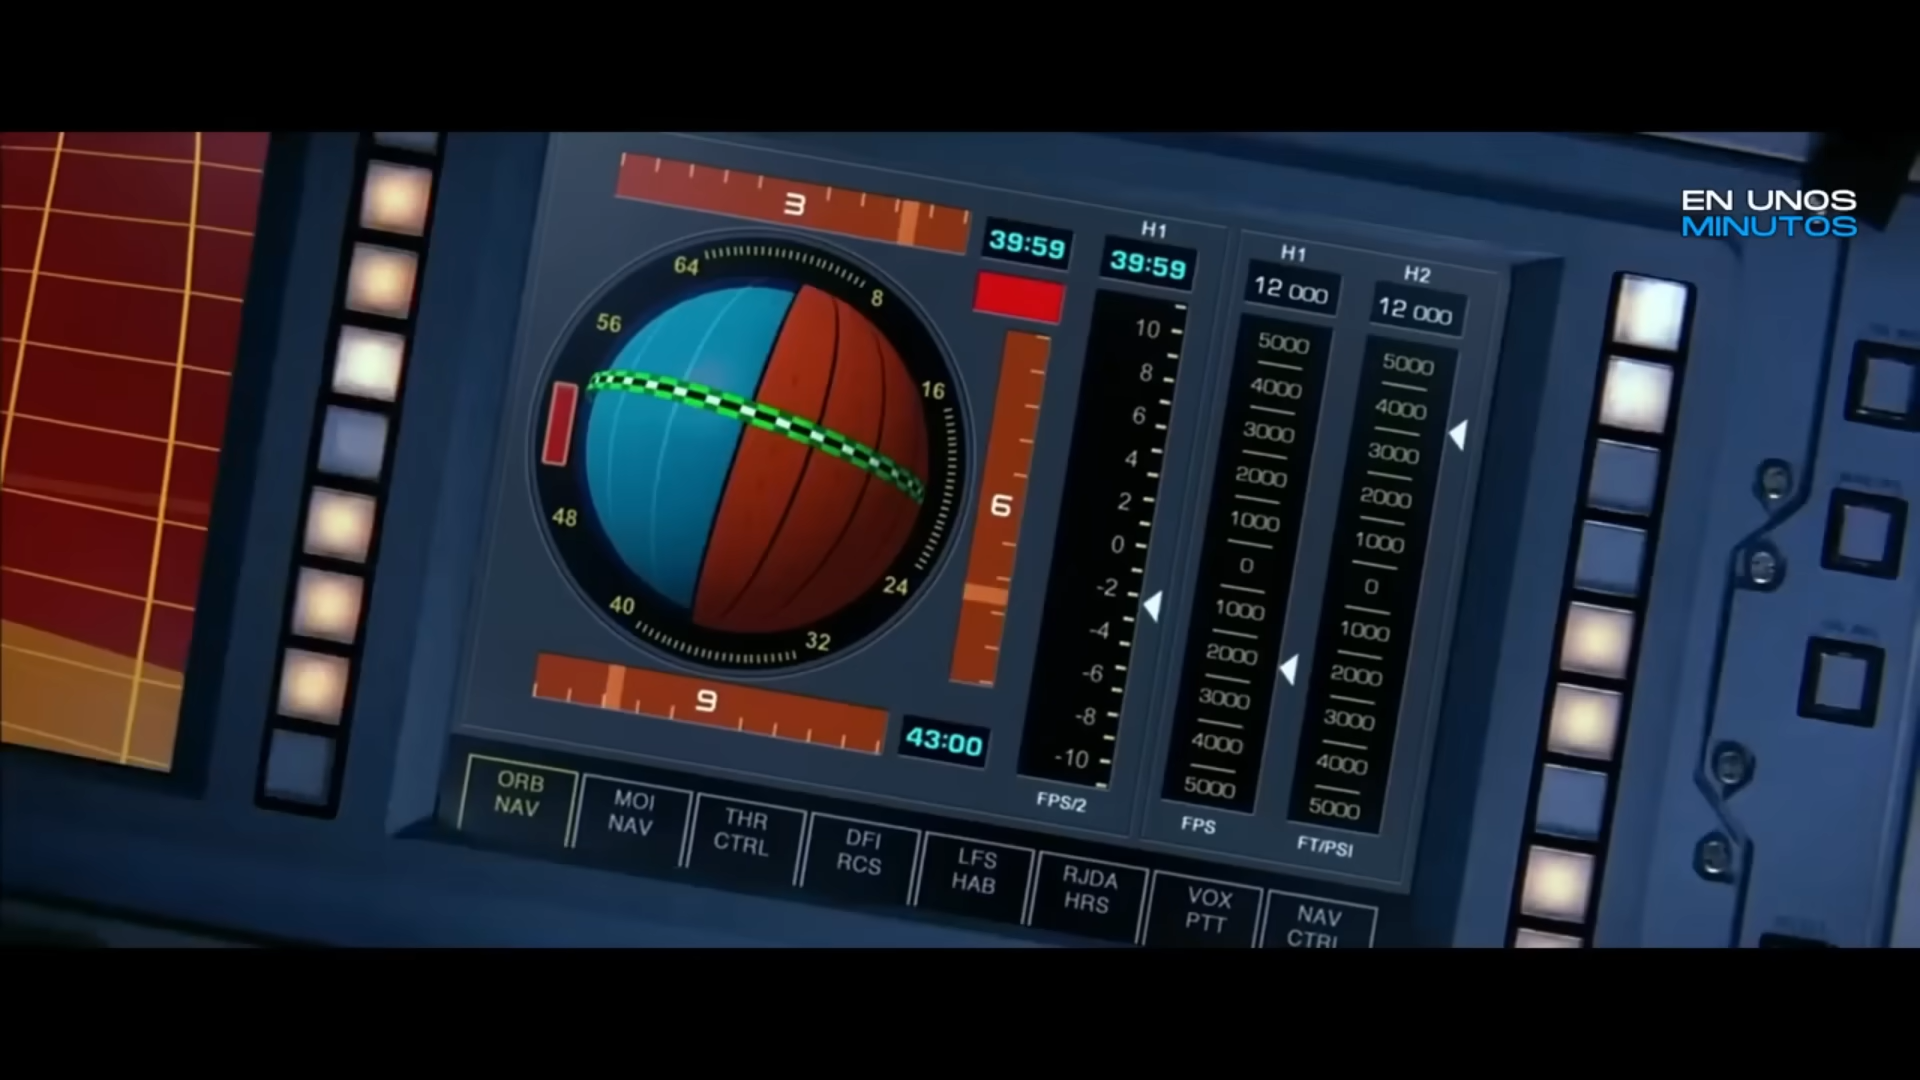 EN UNOS
MINUTOS
3
39:59
64
8
56
16
48
24
40
32
6
9
43:00
H1
39:59
10
8
6
4
2
0
-2
-4
-6
-8
-10
FPS/2
H1
12 000
5000
4000
3000
2000
1000
0
1000
2000
3000
4000
5000
FPS
H2
12 000
5000
4000
3000
2000
1000
0
1000
2000
3000
4000
5000
FT/PSI
ORB
NAV
MOI
NAV
THR
CTRL
DFI
RCS
LFS
HAB
RJDA
HRS
VOX
PTT
NAV
CTRL